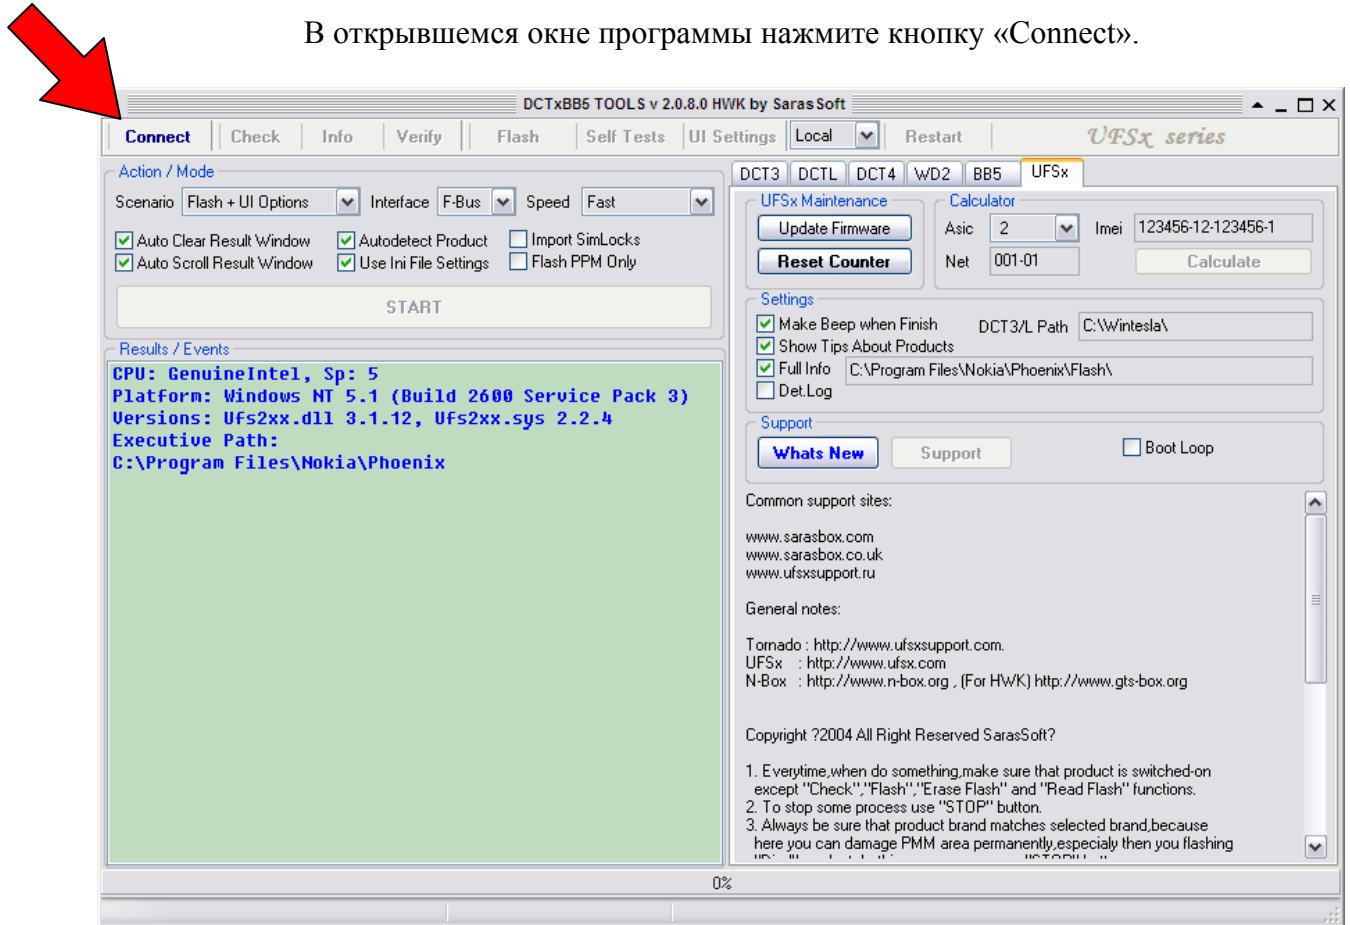 В открывшемся окне программы нажмите кнопку «Connect».
DCTxBB5 TOOLS v 2.0.8.0 HWK by SarasSoft
Connect Check Info Verify Flash Self Tests UI Settings Local Restart UFSx series
Action / Mode
Scenario Flash + UI Options Interface F-Bus Speed Fast
Auto Clear Result Window Autodetect Product Import SimLocks
Auto Scroll Result Window Use Ini File Settings Flash PPM Only
START
Results / Events
CPU: GenuineIntel, Sp: 5
Platform: Windows NT 5.1 (Build 2600 Service Pack 3)
Versions: Ufs2xx.dll 3.1.12, Ufs2xx.sys 2.2.4
Executive Path:
C:\Program Files\Nokia\Phoenix
DCT3 DCTL DCT4 WD2 BB5 UFSx
UFSx Maintenance
Update Firmware
Reset Counter
Calculator
Asic 2 Imei 123456-12-123456-1
Net 001-01 Calculate
Settings
Make Beep when Finish DCT3/L Path C:\Wintesla\
Show Tips About Products
Full Info C:\Program Files\Nokia\Phoenix\Flash\
Det.Log
Support
Whats New Support Boot Loop
Common support sites:
www.sarasbox.com
www.sarasbox.co.uk
www.ufsxsupport.ru
General notes:
Tornado : http://www.ufsxsupport.com.
UFSx : http://www.ufsx.com
N-Box : http://www.n-box.org , (For HWK) http://www.gts-box.org
Copyright ?2004 All Right Reserved SarasSoft?
1. Everytime,when do something,make sure that product is switched-on
except "Check","Flash","Erase Flash" and "Read Flash" functions.
2. To stop some process use "STOP" button.
3. Always be sure that product brand matches selected brand,because
here you can damage PMM area permanently,especialy then you flashing
0%